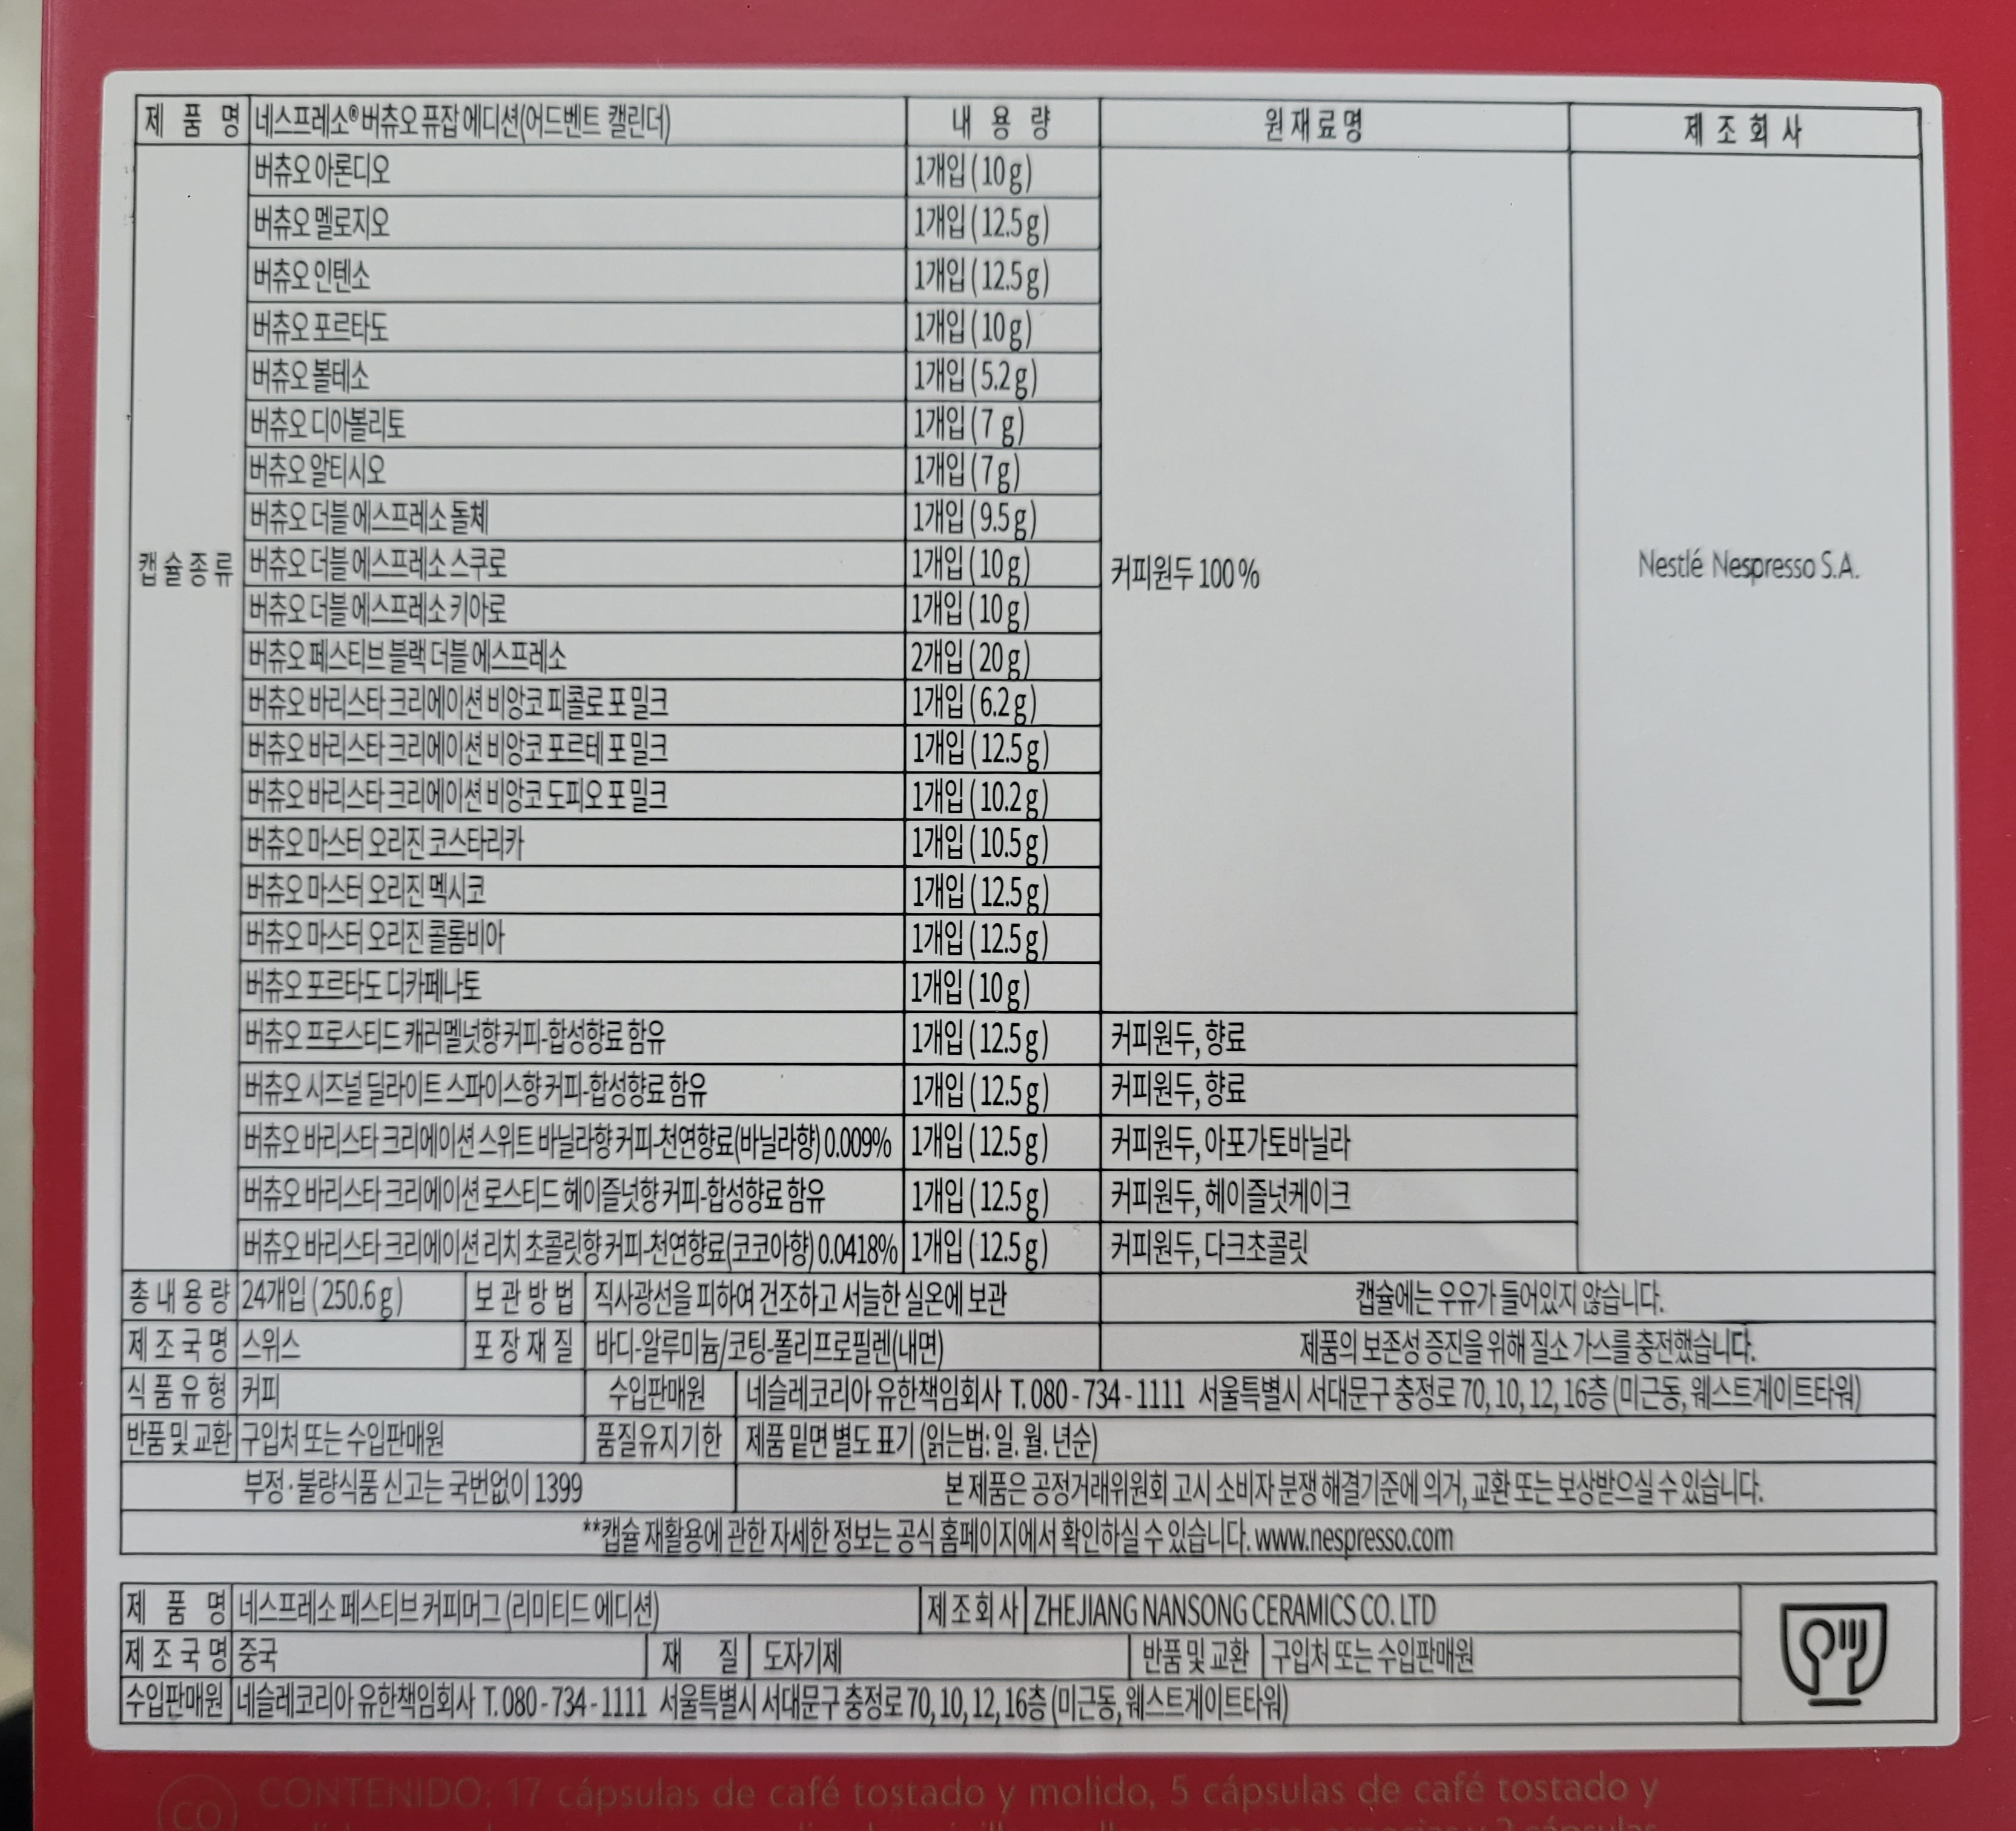 제 품 명 네스프레소® 버츄오 퓨잡 에디션(어드벤트 캘린더) 내 용 량 원재료명 제 조 회 사
버츄오 아론디오 1개입 (10 g)
버츄오 멜로지오 1개입 (12.5 g)
버츄오 인텐소 1개입 (12.5 g)
버츄오 포르타도 1개입 (10 g)
버츄오 볼테소 1개입 (5.2 g)
버츄오 디아볼리토 1개입 (7 g)
버츄오 알티시오 1개입 (7 g)
버츄오 더블 에스프레소 돌체 1개입 (9.5 g)
캡슐종류 버츄오 더블 에스프레소 스쿠로 1개입 (10 g) 커피원두 100 % Nestlé Nespresso S.A.
버츄오 더블 에스프레소 키아로 1개입 (10 g)
버츄오 페스티브 블랙 더블 에스프레소 2개입 (20 g)
버츄오 바리스타 크리에이션 비앙코 피콜로 포 밀크 1개입 (6.2 g)
버츄오 바리스타 크리에이션 비앙코 포르테 포 밀크 1개입 (12.5 g)
버츄오 바리스타 크리에이션 비앙코 도피오 포 밀크 1개입 (10.2 g)
버츄오 마스터 오리진 코스타리카 1개입 (10.5 g)
버츄오 마스터 오리진 멕시코 1개입 (12.5 g)
버츄오 마스터 오리진 콜롬비아 1개입 (12.5 g)
버츄오 포르타도 디카페나토 1개입 (10 g)
버츄오 프로스티드 캐러멜넛향 커피-합성향료 함유 1개입 (12.5 g) 커피원두, 향료
버츄오 시즈널 딜라이트 스파이스향 커피-합성향료 함유 1개입 (12.5 g) 커피원두, 향료
버츄오 바리스타 크리에이션 스위트 바닐라향 커피-천연향료(바닐라향) 0.009% 1개입 (12.5 g) 커피원두, 아포가토바닐라
버츄오 바리스타 크리에이션 로스티드 헤이즐넛향 커피-합성향료 함유 1개입 (12.5 g) 커피원두, 헤이즐넛케이크
버츄오 바리스타 크리에이션 리치 초콜릿향 커피-천연향료(코코아향) 0.0418% 1개입 (12.5 g) 커피원두, 다크초콜릿
총 내 용 량 24개입 (250.6 g) 보 관 방 법 직사광선을 피하여 건조하고 서늘한 실온에 보관 캡슐에는 우유가 들어있지 않습니다.
제 조 국 명 스위스 포 장 재 질 바디-알루미늄/코팅-폴리프로필렌(내면) 제품의 보존성 증진을 위해 질소 가스를 충전했습니다.
식 품 유 형 커피 수입판매원 네슬레코리아 유한책임회사 T. 080 - 734 - 1111 서울특별시 서대문구 충정로 70, 10, 12, 16층 (미근동, 웨스트게이트타워)
반품 및 교환 구입처 또는 수입판매원 품질유지기한 제품 밑면 별도 표기 (읽는법: 일. 월. 년순)
부정·불량식품 신고는 국번없이 1399 본 제품은 공정거래위원회 고시 소비자 분쟁 해결기준에 의거, 교환 또는 보상받으실 수 있습니다.
**캡슐 재활용에 관한 자세한 정보는 공식 홈페이지에서 확인하실 수 있습니다. www.nespresso.com
제 품 명 네스프레소 페스티브 커피머그 (리미티드 에디션) 제 조 회 사 ZHEJIANG NANSONG CERAMICS CO. LTD
제 조 국 명 중국 재 질 도자기제 반품 및 교환 구입처 또는 수입판매원
수입판매원 네슬레코리아 유한책임회사 T. 080 - 734 - 1111 서울특별시 서대문구 충정로 70, 10, 12, 16층 (미근동, 웨스트게이트타워)
CO CONTENIDO: 17 cápsulas de café tostado y molido, 5 cápsulas de café tostado y